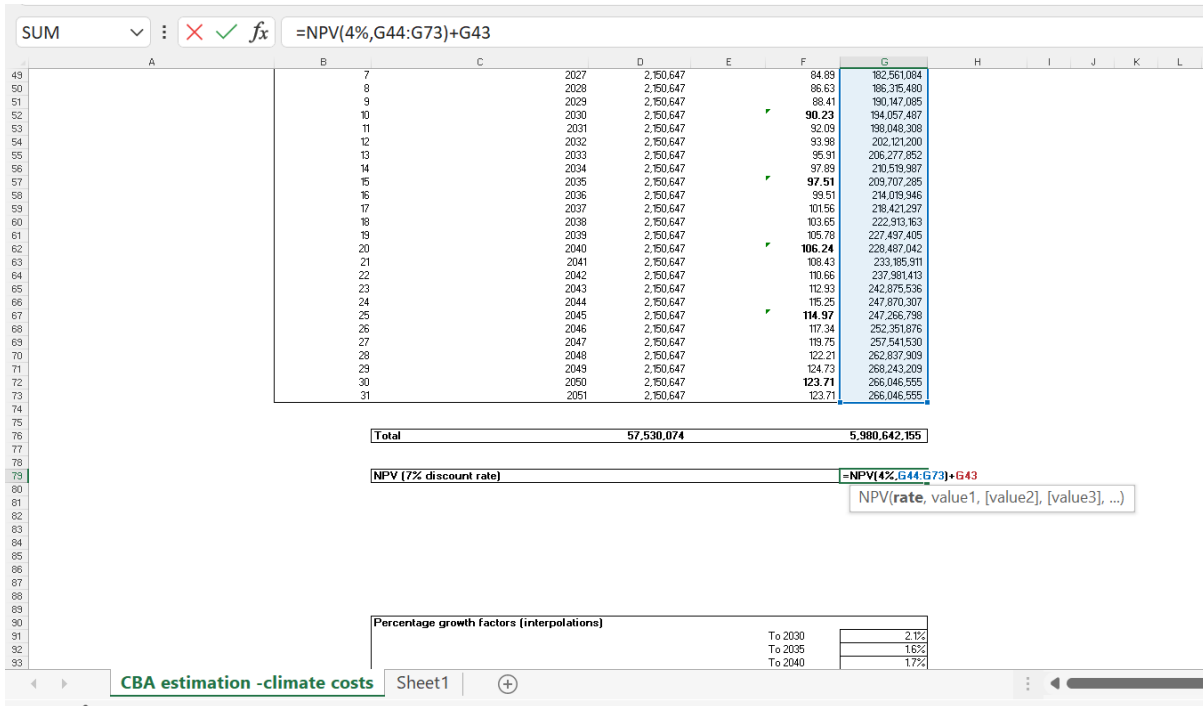 SUM =NPV(4%,G44:G73)+G43
A B C D E F G H I J K L
49 7 2027 2,150,647 84.89 182,561,084
50 8 2028 2,150,647 86.63 186,315,480
51 9 2029 2,150,647 88.41 190,147,085
52 10 2030 2,150,647 90.23 194,057,487
53 11 2031 2,150,647 92.09 198,048,308
54 12 2032 2,150,647 93.98 202,121,200
55 13 2033 2,150,647 95.91 206,277,852
56 14 2034 2,150,647 97.89 210,519,987
57 15 2035 2,150,647 97.51 209,707,285
58 16 2036 2,150,647 99.51 214,019,946
59 17 2037 2,150,647 101.56 218,421,297
60 18 2038 2,150,647 103.65 222,913,163
61 19 2039 2,150,647 105.78 227,497,405
62 20 2040 2,150,647 106.24 228,487,042
63 21 2041 2,150,647 108.43 233,185,911
64 22 2042 2,150,647 110.66 237,981,413
65 23 2043 2,150,647 112.93 242,875,536
66 24 2044 2,150,647 115.25 247,870,307
67 25 2045 2,150,647 114.97 247,266,798
68 26 2046 2,150,647 117.34 252,351,876
69 27 2047 2,150,647 119.75 257,541,530
70 28 2048 2,150,647 122.21 262,837,909
71 29 2049 2,150,647 124.73 268,243,209
72 30 2050 2,150,647 123.71 266,046,555
73 31 2051 2,150,647 123.71 266,046,555
74
75
76 Total 57,530,074 5,980,642,155
77
78
79 NPV (7% discount rate) =NPV(4%,G44:G73)+G43
80 NPV(rate, value1, [value2], [value3], ...)
81
82
83
84
85
86
87
88
89
90 Percentage growth factors (interpolations)
91 To 2030 2.1%
92 To 2035 1.6%
93 To 2040 1.7%
CBA estimation -climate costs Sheet1